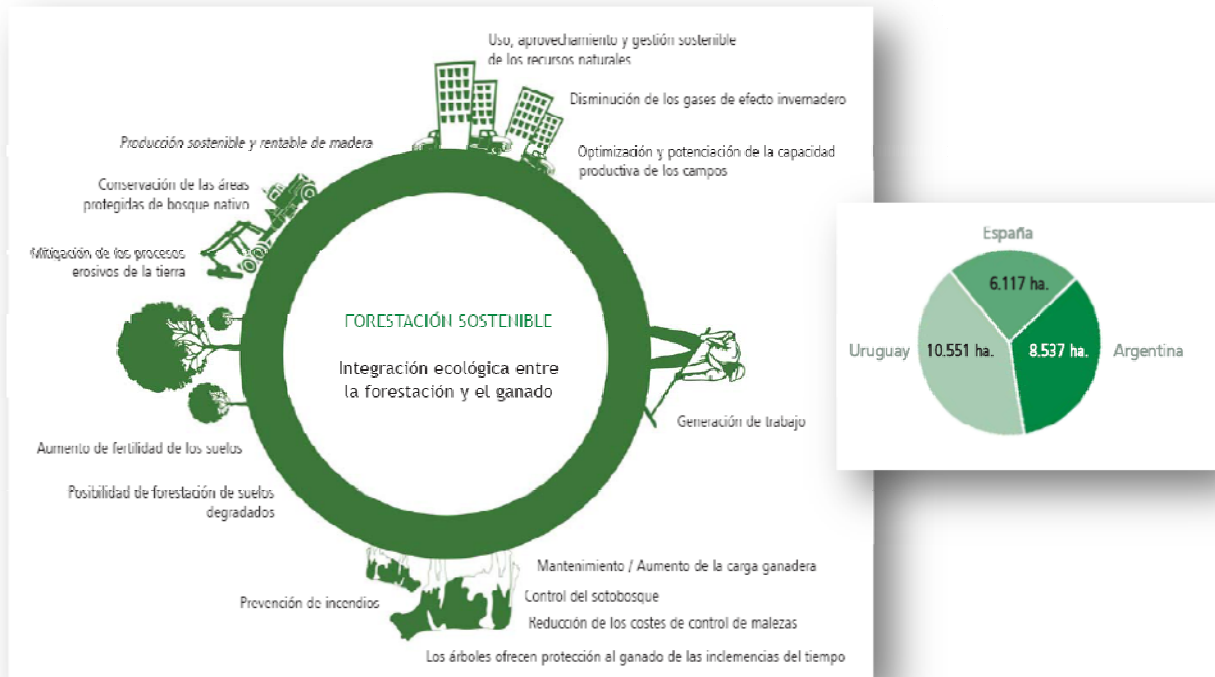 Uso, aprovechamiento y gestión sostenible
de los recursos naturales
Disminución de los gases de efecto invernadero
Optimización y potenciación de la capacidad
productiva de los campos
Producción sostenible y rentable de madera
Conservación de las áreas
protegidas de bosque nativo
Mitigación de los procesos
erosivos de la tierra
FORESTACIÓN SOSTENIBLE
Integración ecológica entre
la forestación y el ganado
Generación de trabajo
Aumento de fertilidad de los suelos
Posibilidad de forestación de suelos
degradados
Prevención de incendios
Mantenimiento / Aumento de la carga ganadera
Control del sotobosque
Reducción de los costes de control de malezas
Los árboles ofrecen protección al ganado de las inclemencias del tiempo
España
6.117 ha.
Uruguay
10.551 ha.
8.537 ha.
Argentina